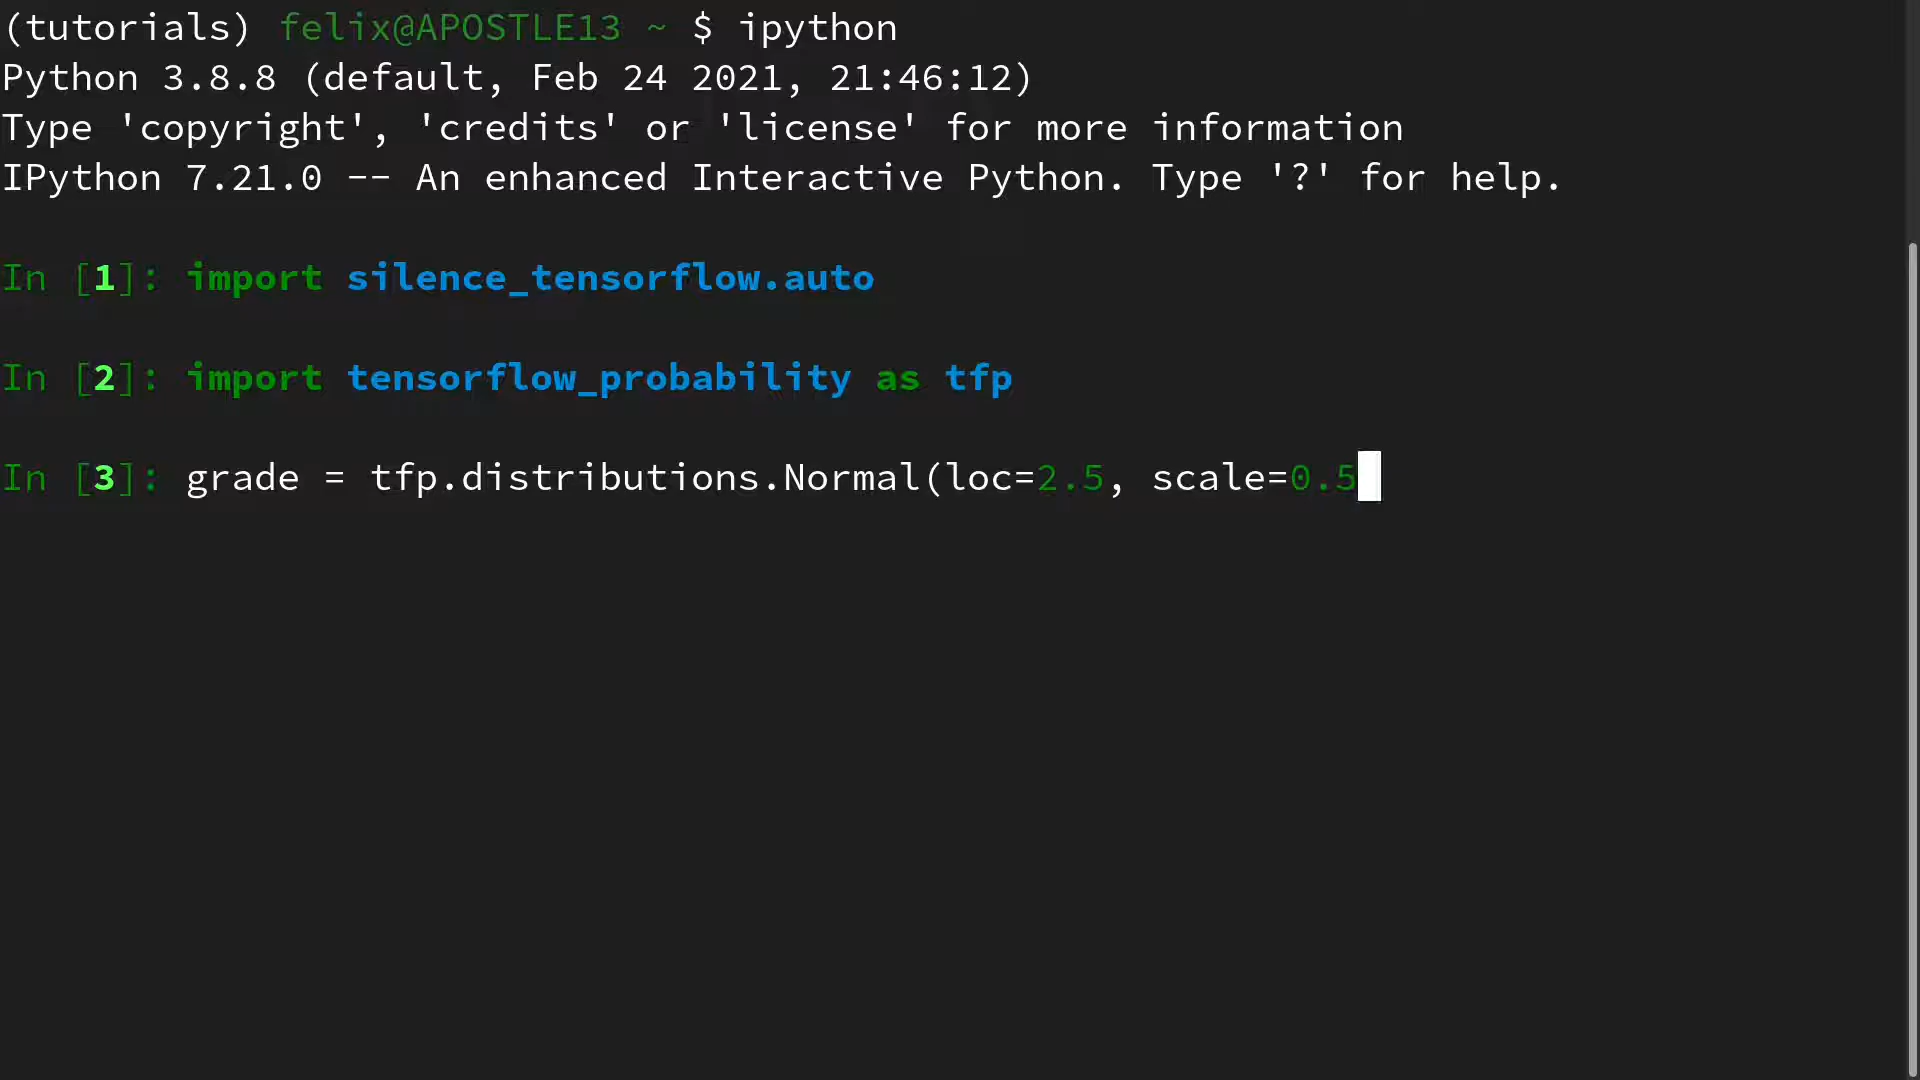 (tutorials) felix@APOSTLE13 ~ $ ipython
Python 3.8.8 (default, Feb 24 2021, 21:46:12)
Type 'copyright', 'credits' or 'license' for more information
IPython 7.21.0 -- An enhanced Interactive Python. Type '?' for help.
In [1]: import silence_tensorflow.auto
In [2]: import tensorflow_probability as tfp
In [3]: grade = tfp.distributions.Normal(loc=2.5, scale=0.5